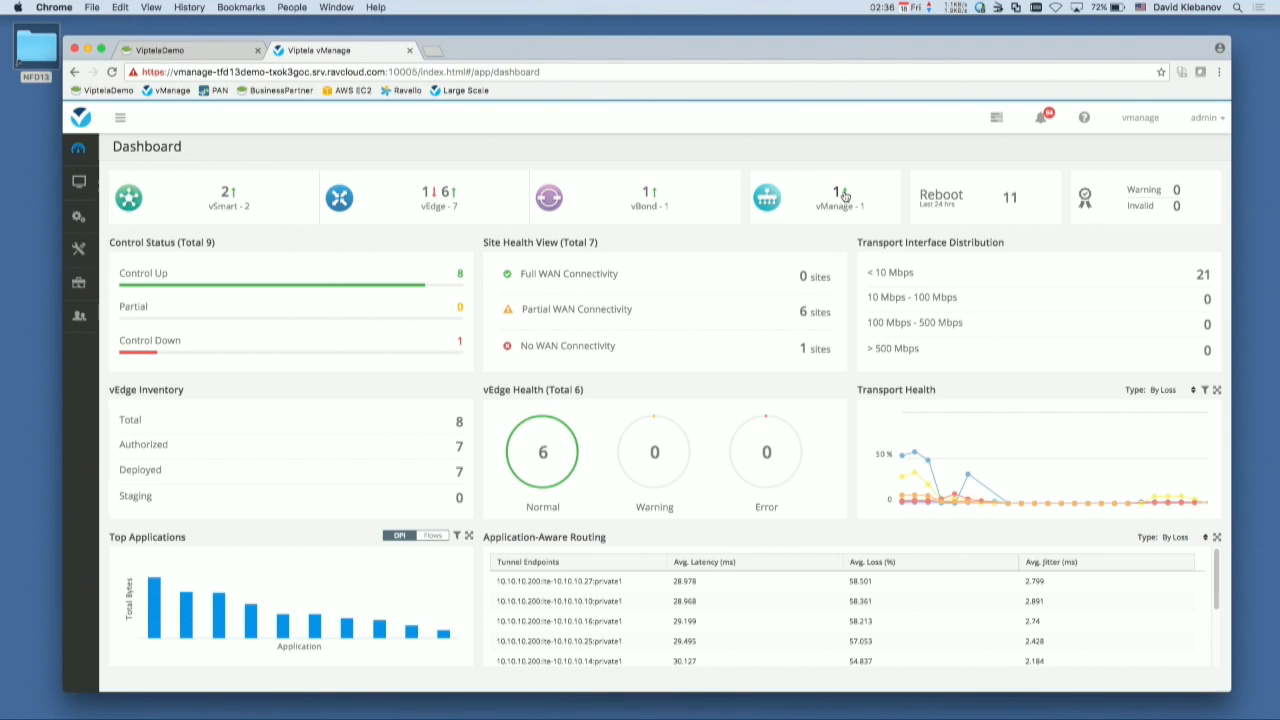 Chrome File Edit View History Bookmarks People Window Help 02:36 18 Fri 72% David Klebanov
NFD13
ViptelaDemo Viptela vManage
https://vmanage-tfd13demo-txok3goc.srv.ravcloud.com:10005/index.html#/app/dashboard
ViptelaDemo vManage PAN BusinessPartner AWS EC2 Ravello Large Scale
vmanage admin
Dashboard
2 1 6 1 1 Reboot Last 24 hrs 11 Warning 0
vSmart - 2 vEdge - 7 vBond - 1 vManage - 1 Invalid 0
Control Status (Total 9)
Control Up 8
Partial 0
Control Down 1
Site Health View (Total 7)
Full WAN Connectivity 0 sites
Partial WAN Connectivity 6 sites
No WAN Connectivity 1 sites
Transport Interface Distribution
< 10 Mbps 21
10 Mbps - 100 Mbps 0
100 Mbps - 500 Mbps 0
> 500 Mbps 0
vEdge Inventory
Total 8
Authorized 7
Deployed 7
Staging 0
vEdge Health (Total 6)
6 0 0
Normal Warning Error
Transport Health Type: By Loss
50 %
0
Top Applications DPI Flows
Total Bytes
Application
Application-Aware Routing Type: By Loss
Tunnel Endpoints Avg. Latency (ms) Avg. Loss (%) Avg. Jitter (ms)
10.10.10.200:lte-10.10.10.27:private1 28.978 58.501 2.799
10.10.10.200:lte-10.10.10.10:private1 28.968 58.361 2.891
10.10.10.200:lte-10.10.10.16:private1 29.199 58.213 2.74
10.10.10.200:lte-10.10.10.25:private1 29.495 57.053 2.428
10.10.10.200:lte-10.10.10.14:private1 30.127 54.837 2.184